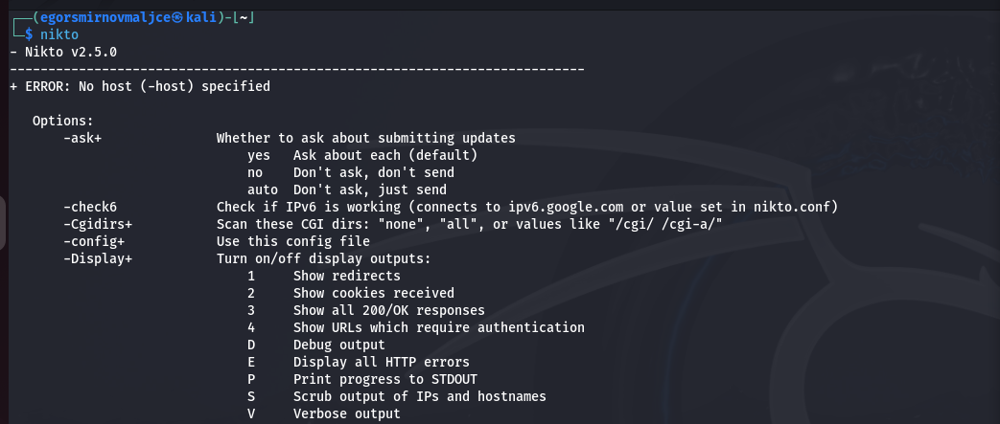 ┌──(egorsmirnovmaljce㉿kali)-[~]
└─$ nikto
- Nikto v2.5.0
---------------------------------------------------------------------------
+ ERROR: No host (-host) specified
Options:
-ask+ Whether to ask about submitting updates
yes Ask about each (default)
no Don't ask, don't send
auto Don't ask, just send
-check6 Check if IPv6 is working (connects to ipv6.google.com or value set in nikto.conf)
-Cgidirs+ Scan these CGI dirs: "none", "all", or values like "/cgi/ /cgi-a/"
-config+ Use this config file
-Display+ Turn on/off display outputs:
1 Show redirects
2 Show cookies received
3 Show all 200/OK responses
4 Show URLs which require authentication
D Debug output
E Display all HTTP errors
P Print progress to STDOUT
S Scrub output of IPs and hostnames
V Verbose output